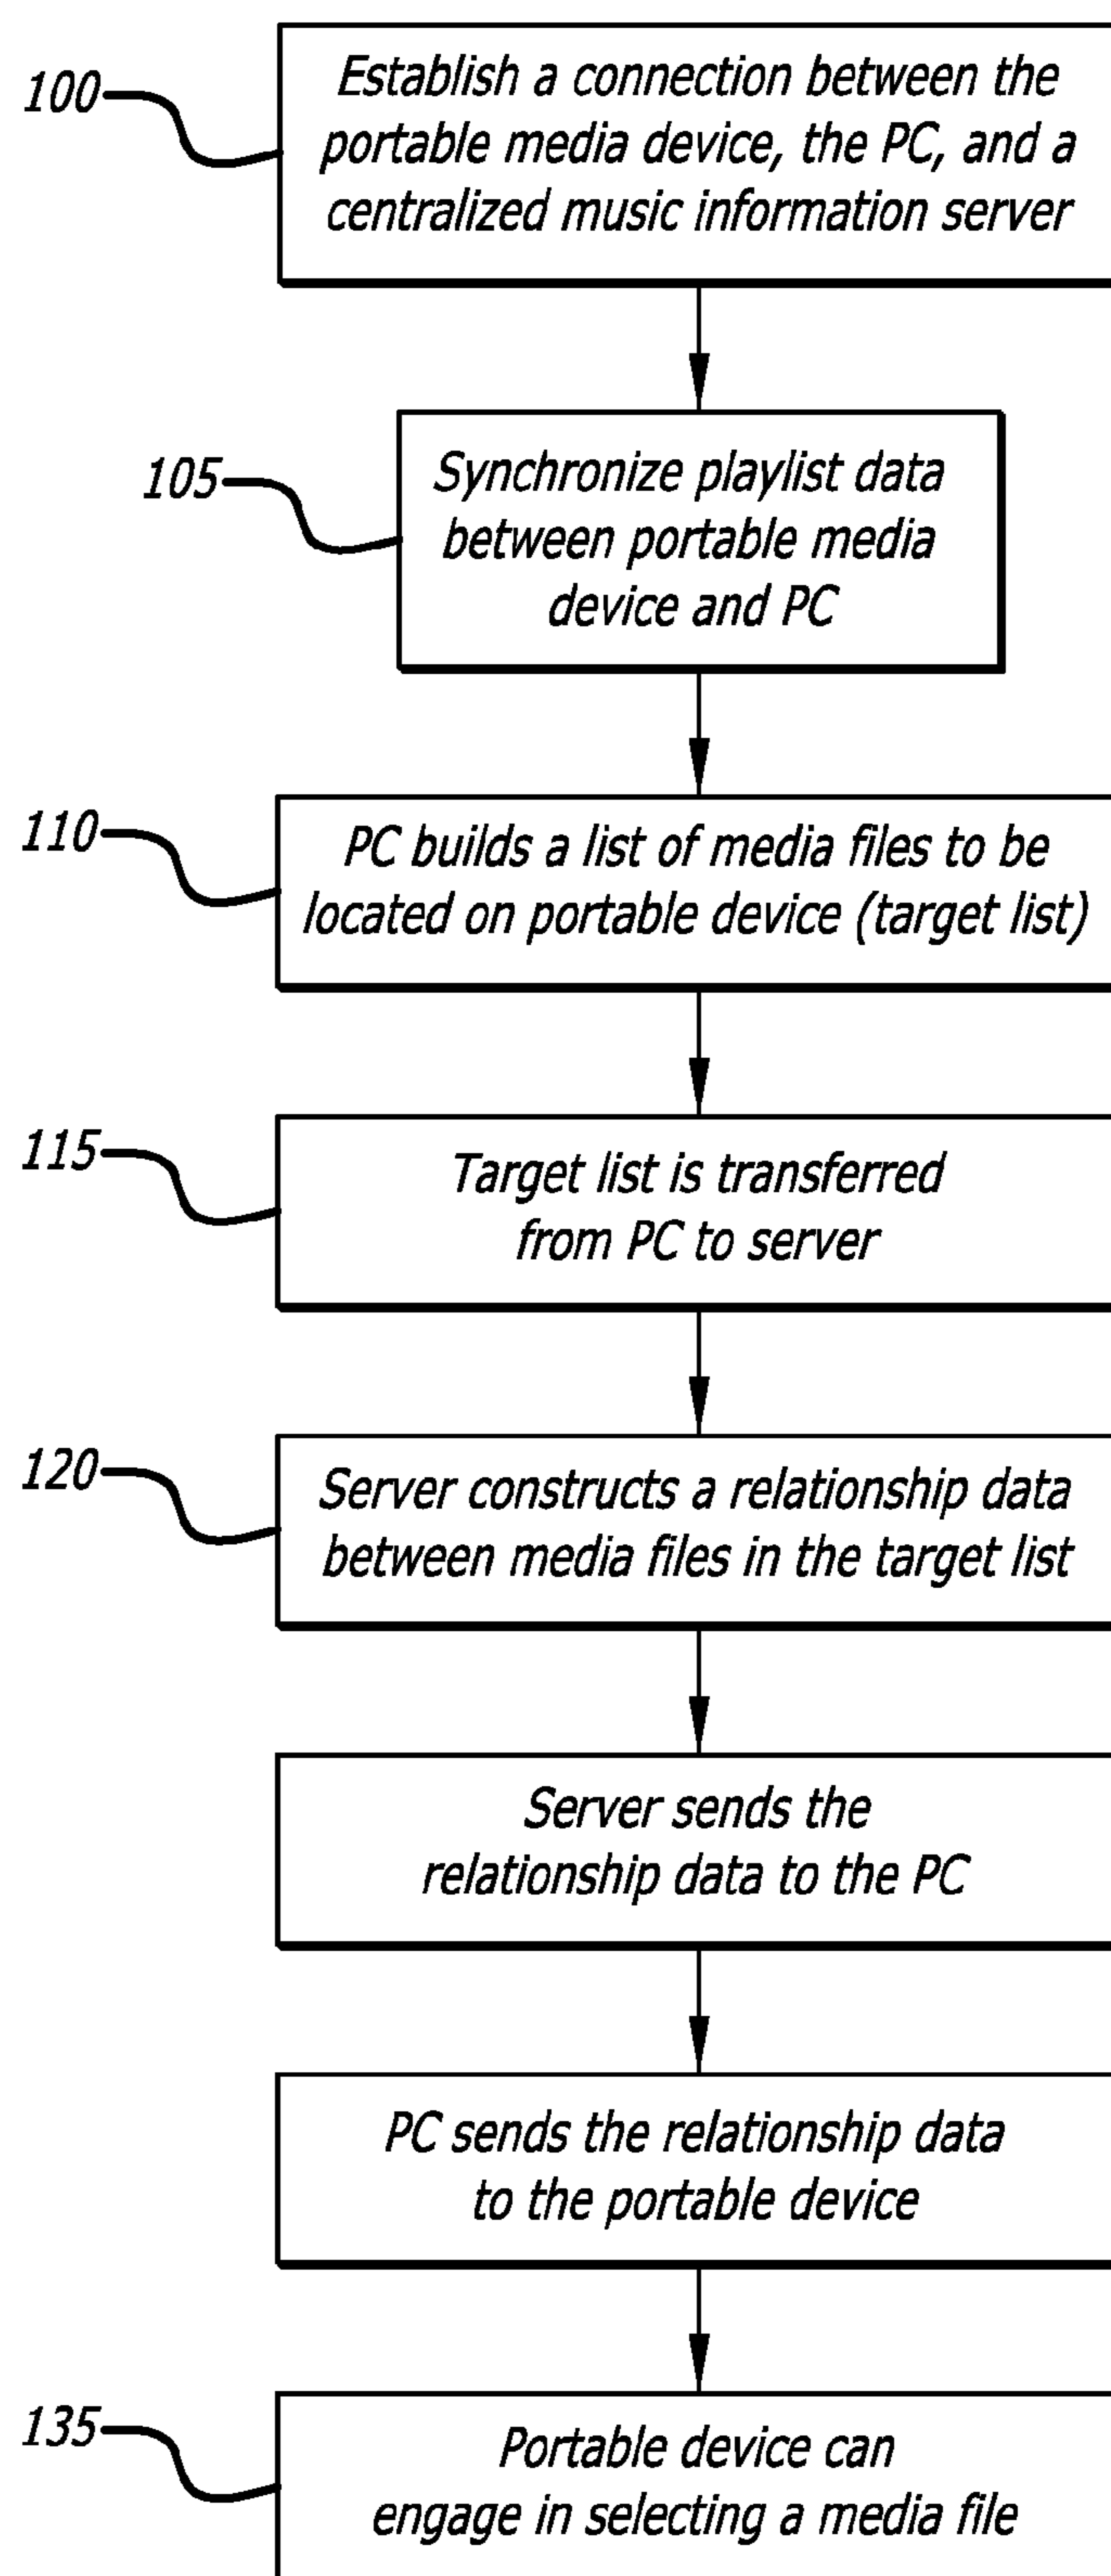 100
Establish a connection between the
portable media device, the PC, and a
centralized music information server
105
Synchronize playlist data
between portable media
device and PC
110
PC builds a list of media files to be
located on portable device (target list)
115
Target list is transferred
from PC to server
120
Server constructs a relationship data
between media files in the target list
Server sends the
relationship data to the PC
PC sends the relationship data
to the portable device
135
Portable device can
engage in selecting a media file